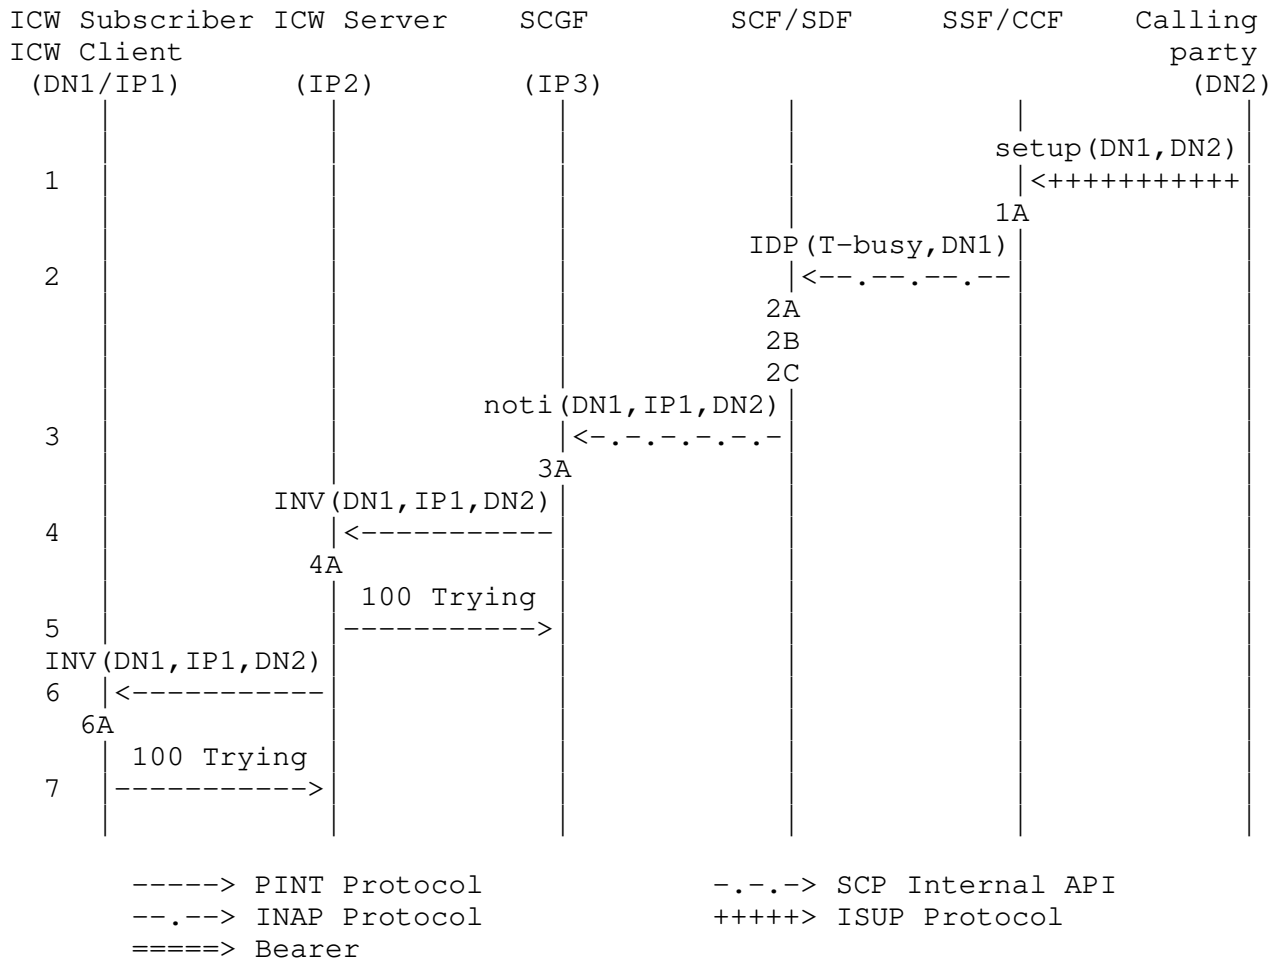 ICW Subscriber ICW Server SCGF SCF/SDF SSF/CCF Calling
ICW Client party
(DN1/IP1) (IP2) (IP3) (DN2)
setup(DN1,DN2)
1 <+++++++++++
1A
IDP(T-busy,DN1)
2 <--.--.--.--
2A
2B
2C
noti(DN1,IP1,DN2)
3 <-.-.-.-.-.-
3A
INV(DN1,IP1,DN2)
4 <-----------
4A
100 Trying
5 ----------->
INV(DN1,IP1,DN2)
6 <-----------
6A
100 Trying
7 ----------->
-----> PINT Protocol -.-.-> SCP Internal API
--.--> INAP Protocol +++++> ISUP Protocol
=====> Bearer